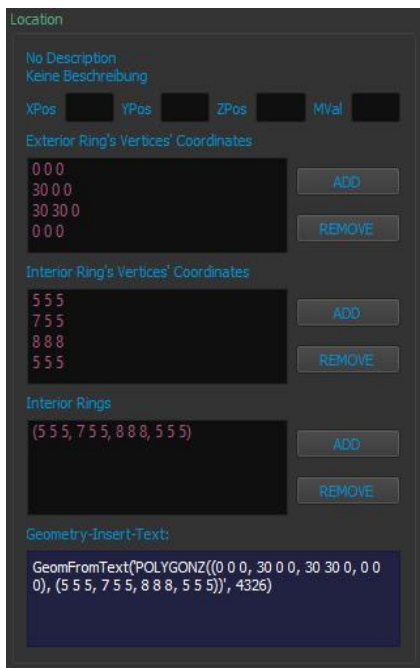 Location
No Description
Keine Beschreibung
XPos YPos ZPos MVal
Exterior Ring's Vertices' Coordinates
0 0 0
30 0 0
30 30 0
0 0 0
ADD
REMOVE
Interior Ring's Vertices' Coordinates
5 5 5
7 5 5
8 8 8
5 5 5
ADD
REMOVE
Interior Rings
(5 5 5, 7 5 5, 8 8 8, 5 5 5)
ADD
REMOVE
Geometry-Insert-Text:
GeomFromText('POLYGONZ((0 0 0, 30 0 0, 30 30 0, 0 0
0), (5 5 5, 7 5 5, 8 8 8, 5 5 5))', 4326)